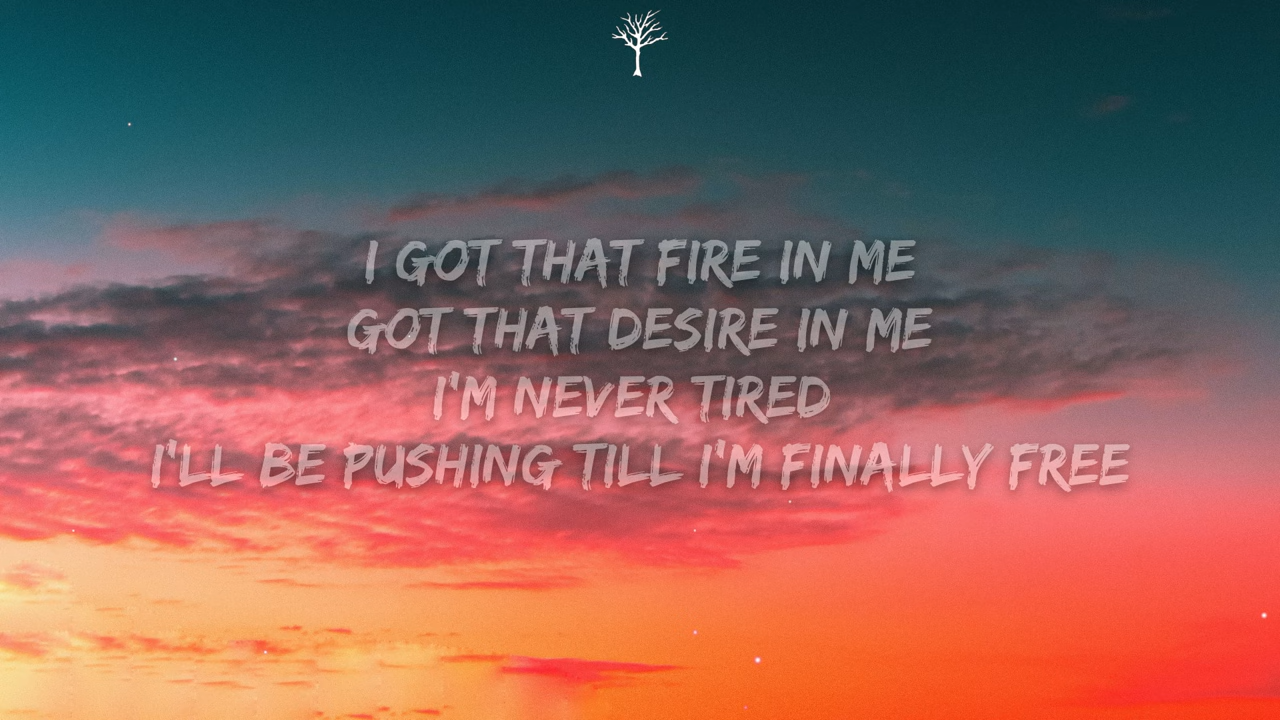 I GOT THAT FIRE IN ME
GOT THAT DESIRE IN ME
I'M NEVER TIRED
I'LL BE PUSHING TILL I'M FINALLY FREE